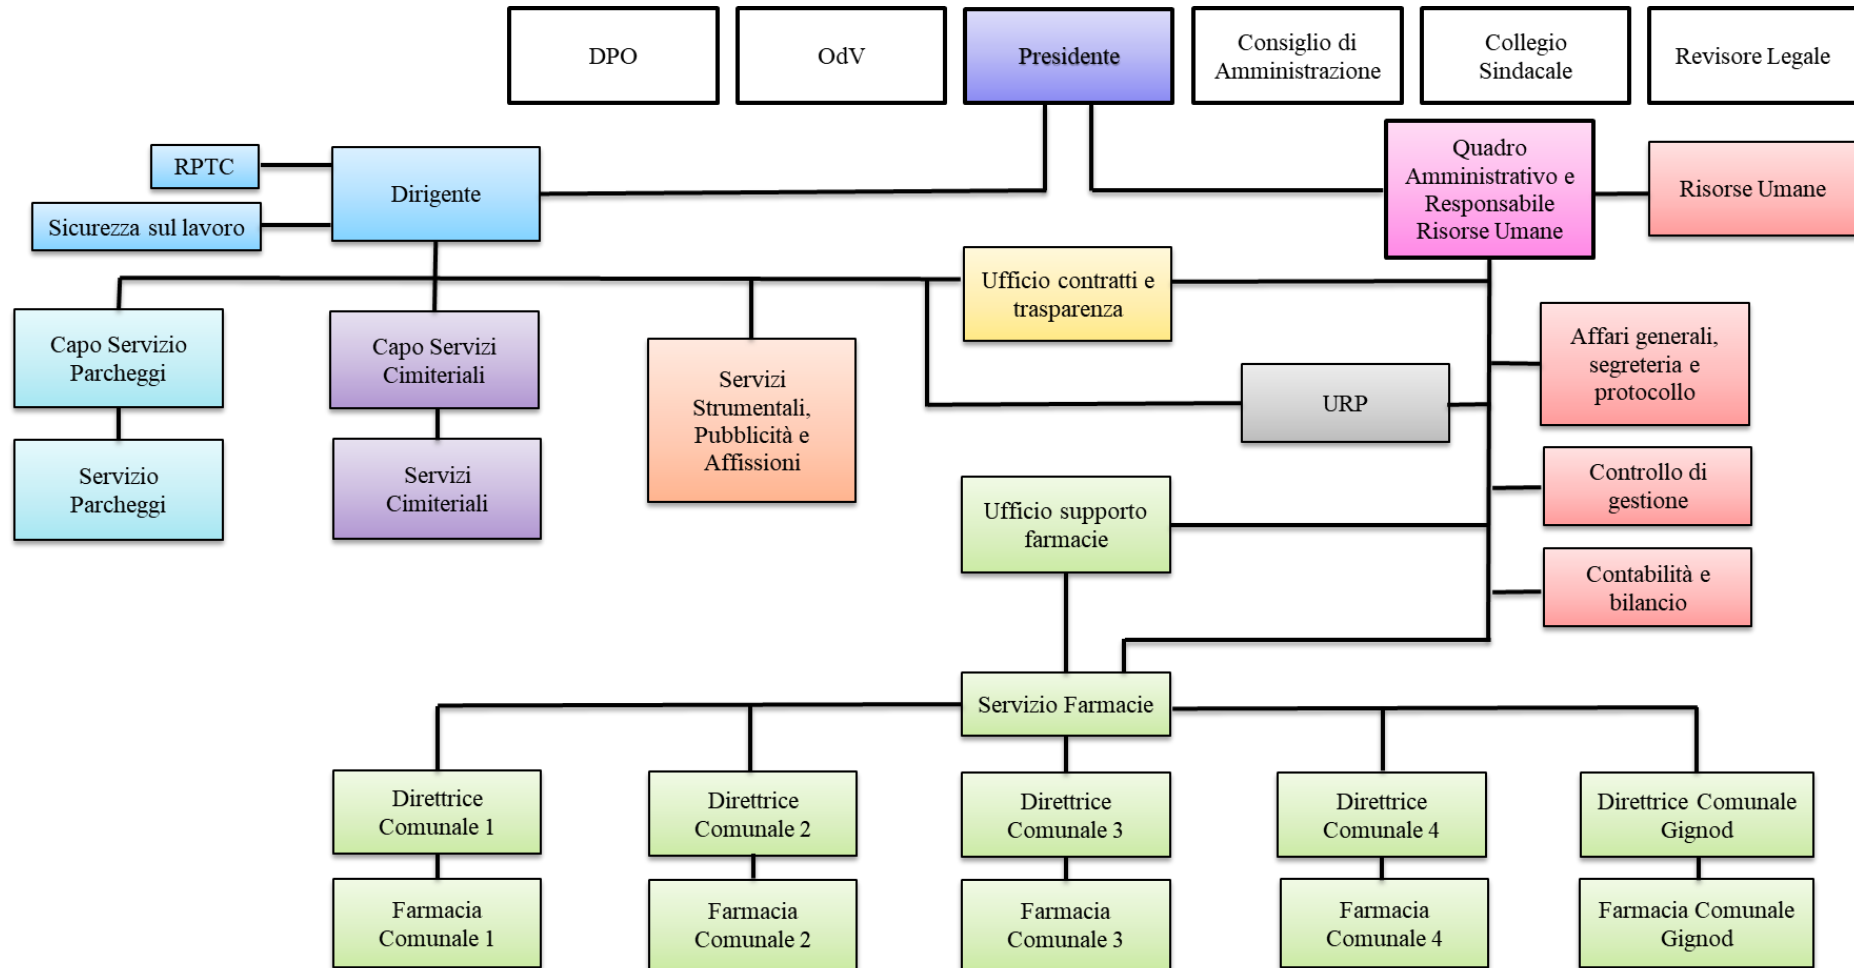 DPO
OdV
Presidente
Consiglio di
Amministrazione
Collegio
Sindacale
Revisore Legale
RPTC
Sicurezza sul lavoro
Dirigente
Quadro
Amministrativo e
Responsabile
Risorse Umane
Risorse Umane
Capo Servizio
Parcheggi
Capo Servizi
Cimiteriali
Servizi
Strumentali,
Pubblicità e
Affissioni
Ufficio contratti e
trasparenza
URP
Affari generali,
segreteria e
protocollo
Servizio
Parcheggi
Servizi
Cimiteriali
Controllo di
gestione
Ufficio supporto
farmacie
Contabilità e
bilancio
Servizio Farmacie
Direttrice
Comunale 1
Direttrice
Comunale 2
Direttrice
Comunale 3
Direttrice
Comunale 4
Direttrice Comunale
Gignod
Farmacia
Comunale 1
Farmacia
Comunale 2
Farmacia
Comunale 3
Farmacia
Comunale 4
Farmacia Comunale
Gignod